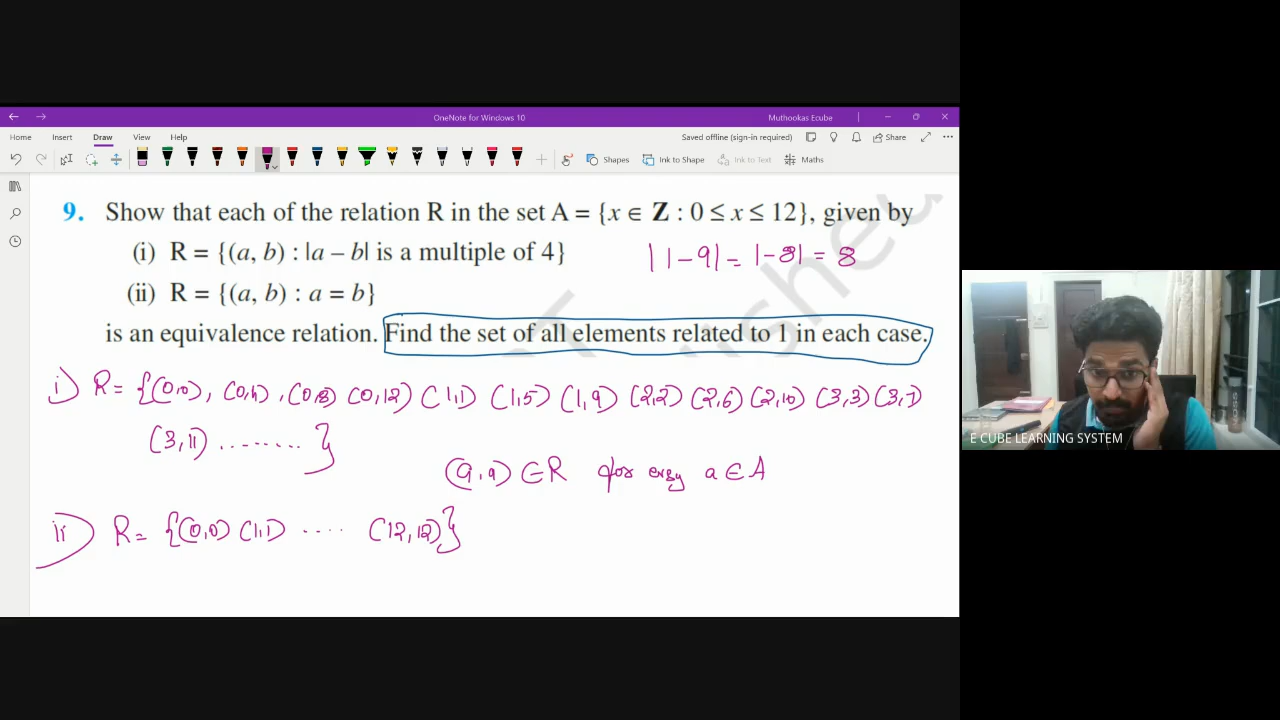 OneNote for Windows 10
Muthookas Ecube
Home Insert Draw View Help
Saved offline (sign-in required) Share
Shapes Ink to Shape Ink to Text Maths
9. Show that each of the relation R in the set A = {x ∈ Z : 0 ≤ x ≤ 12}, given by
(i) R = {(a, b) : |a – b| is a multiple of 4}
|1-9| = |-8| = 8
(ii) R = {(a, b) : a = b}
is an equivalence relation. Find the set of all elements related to 1 in each case.
i) R = {(0,0), (0,4), (0,8) (0,12) (1,1) (1,5) (1,9) (2,2) (2,6) (2,10) (3,3) (3,7)
(3,11) ........ }
(a,a) ∈ R for every a ∈ A
ii) R = {(0,0) (1,1) .... (12,12)}
E CUBE LEARNING SYSTEM